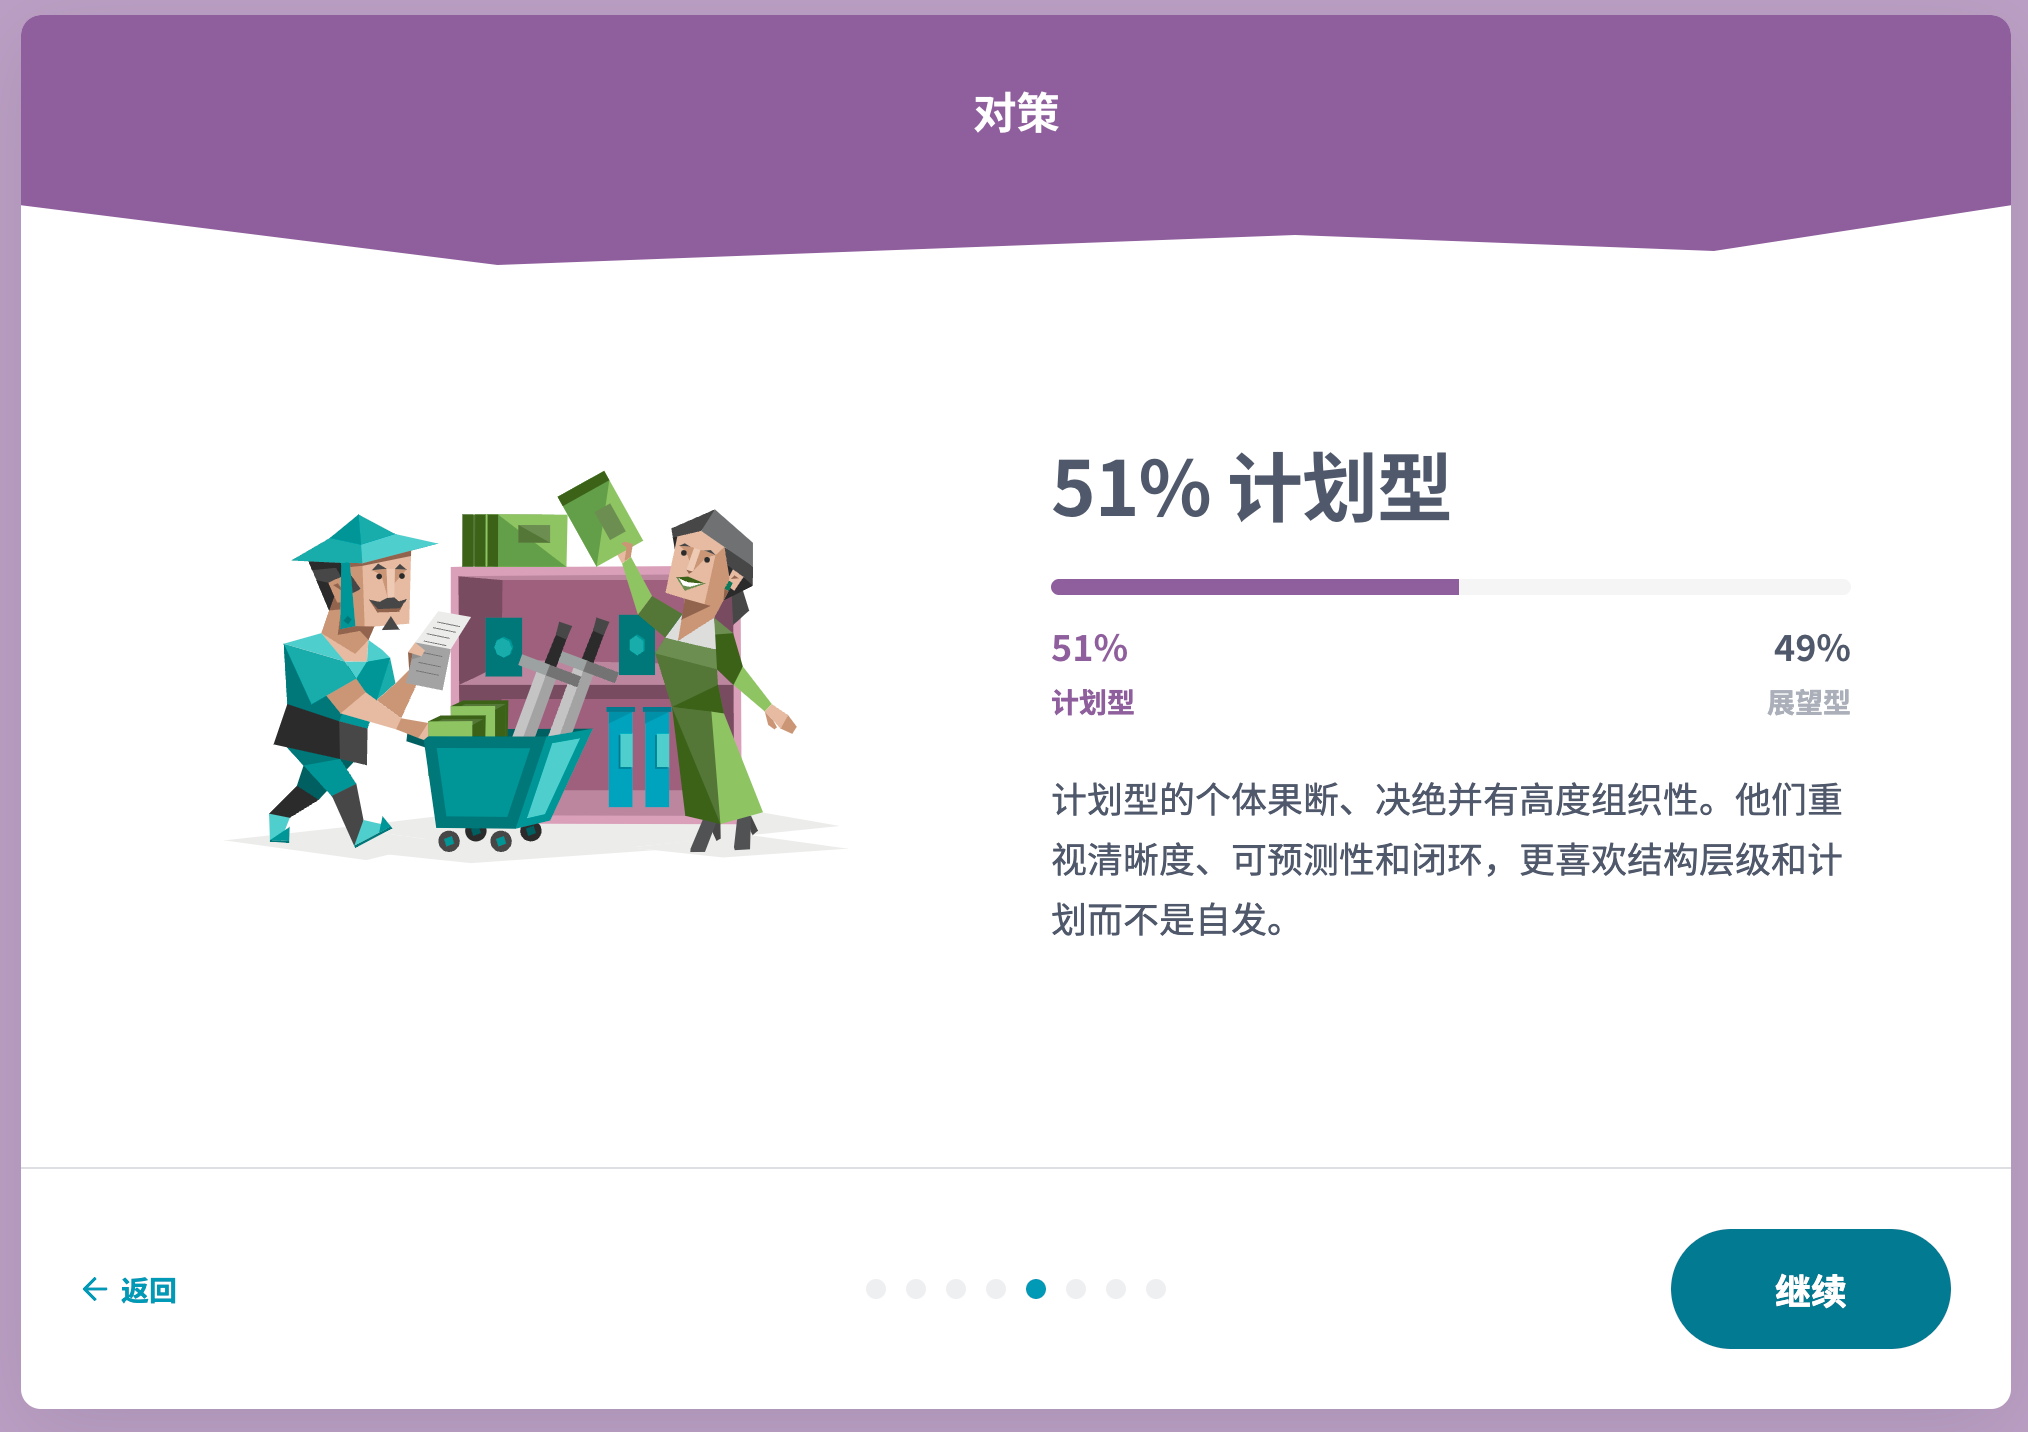 对策
51% 计划型
51%
49%
计划型
展望型
计划型的个体果断、决绝并有高度组织性。他们重
视清晰度、可预测性和闭环，更喜欢结构层级和计
划而不是自发。
返回
继续